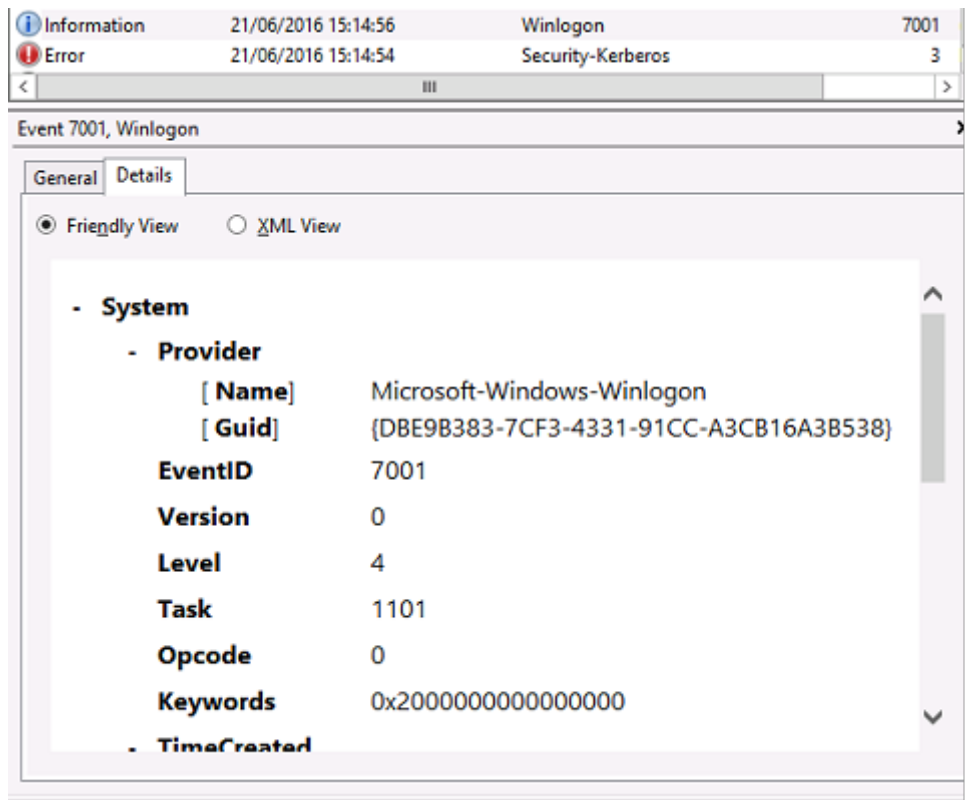 Information 21/06/2016 15:14:56 Winlogon 7001
Error 21/06/2016 15:14:54 Security-Kerberos 3
Event 7001, Winlogon
General Details
Friendly View XML View
- System
- Provider
[ Name] Microsoft-Windows-Winlogon
[ Guid] {DBE9B383-7CF3-4331-91CC-A3CB16A3B538}
EventID 7001
Version 0
Level 4
Task 1101
Opcode 0
Keywords 0x2000000000000000
- TimeCreated